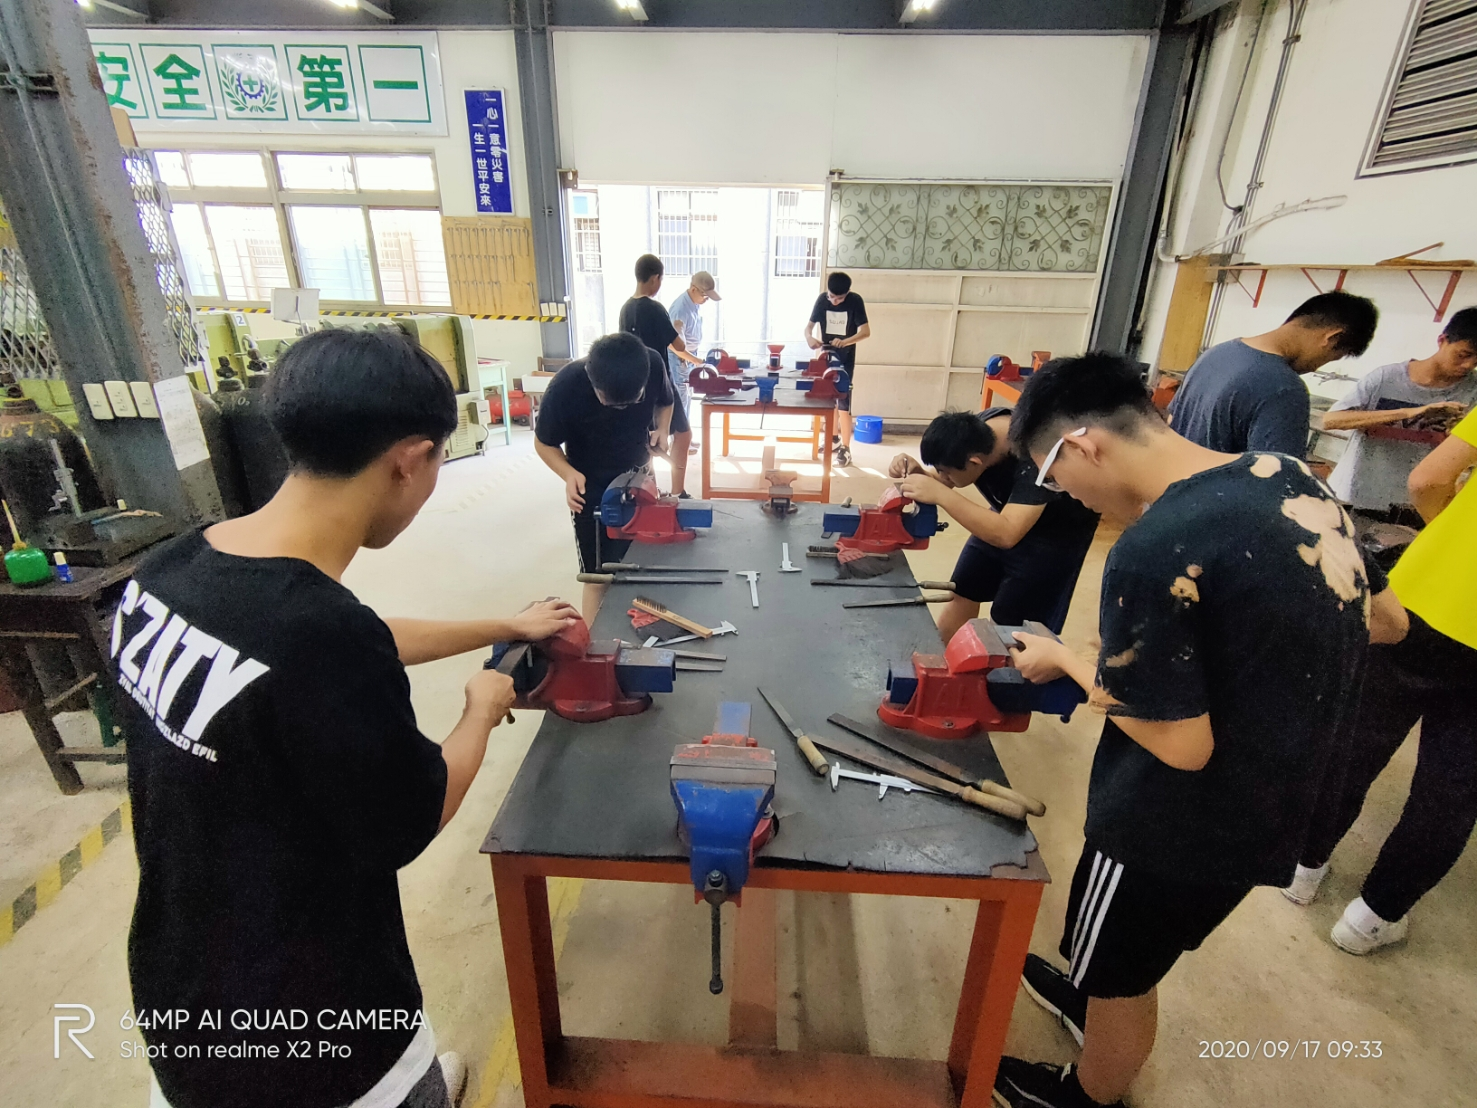 安全第一
一心一意零災害
一生一世平安來
ZATY
64MP AI QUAD CAMERA
Shot on realme X2 Pro
2020/09/17 09:33